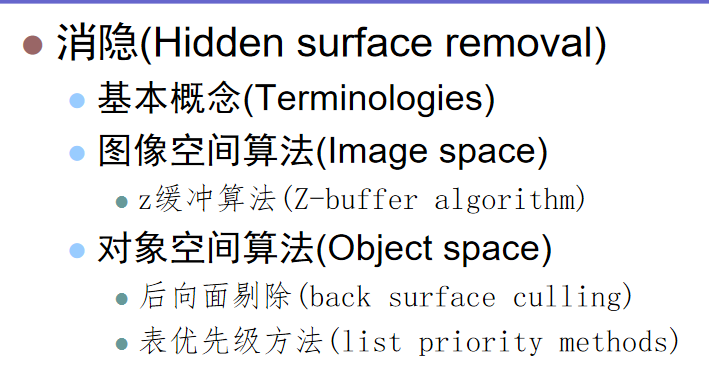 消隐(Hidden surface removal)
基本概念(Terminologies)
图像空间算法(Image space)
z缓冲算法(Z-buffer algorithm)
对象空间算法(Object space)
后向面剔除(back surface culling)
表优先级方法(list priority methods)